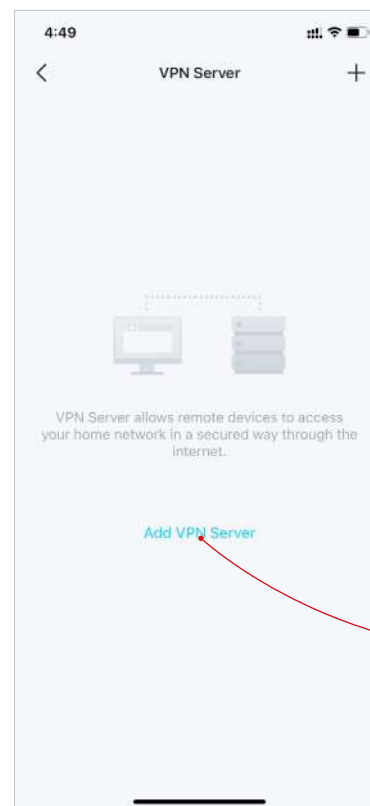 4:49
VPN Server
VPN Server allows remote devices to access
your home network in a secured way through the
internet.
Add VPN Server